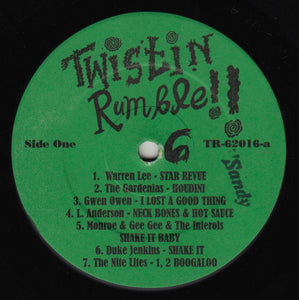 Twistin
Rumble!!
6
Side One
TR-62016-a
"Sandy
1. Warren Lee - STAR REVUE
2. The Gardenias - HOUDINI
3. Gwen Owen - I LOST A GOOD THING
4. L. Anderson - NECK BONES & HOT SAUCE
5. Monroe & Gee Gee & The Interols
SHAKE IT BABY
6. Duke Jenkins - SHAKE IT
7. The Nite Lites - 1, 2 BOOGALOO